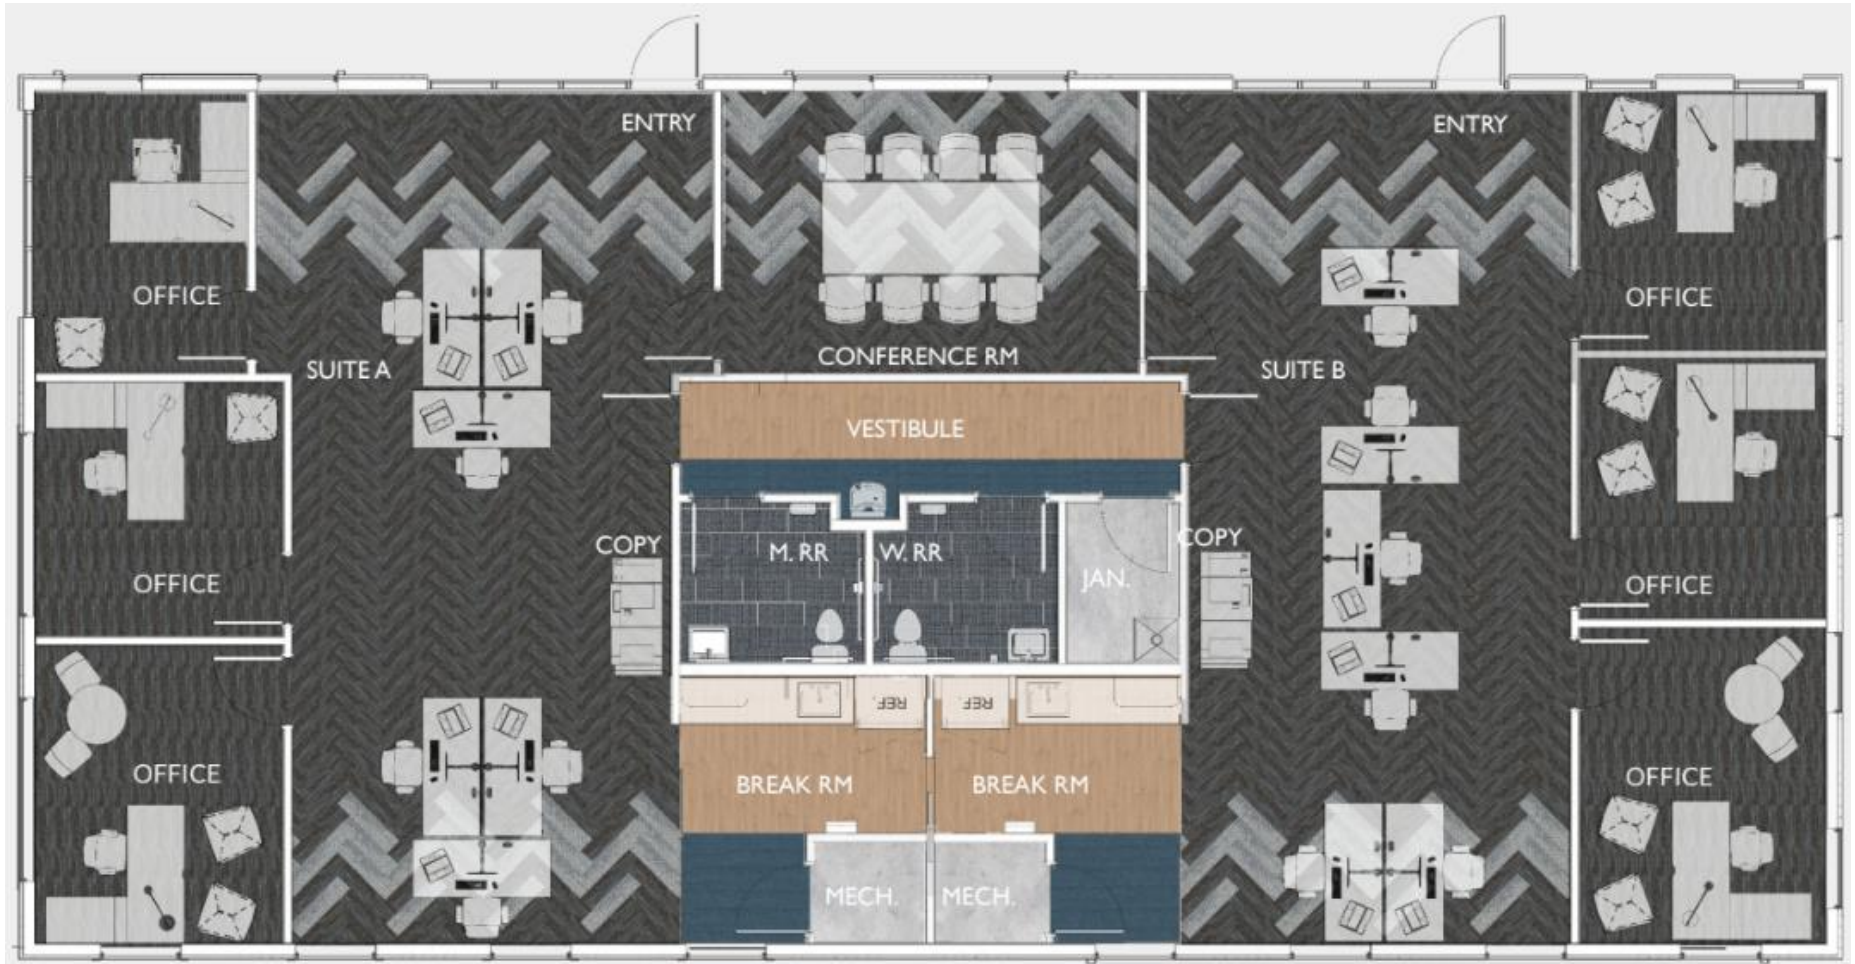 ENTRY
ENTRY
OFFICE
OFFICE
CONFERENCE RM
SUITE A
SUITE B
VESTIBULE
COPY
M. RR
W. RR
COPY
JAN.
OFFICE
OFFICE
REF.
REF.
OFFICE
BREAK RM
BREAK RM
OFFICE
MECH.
MECH.